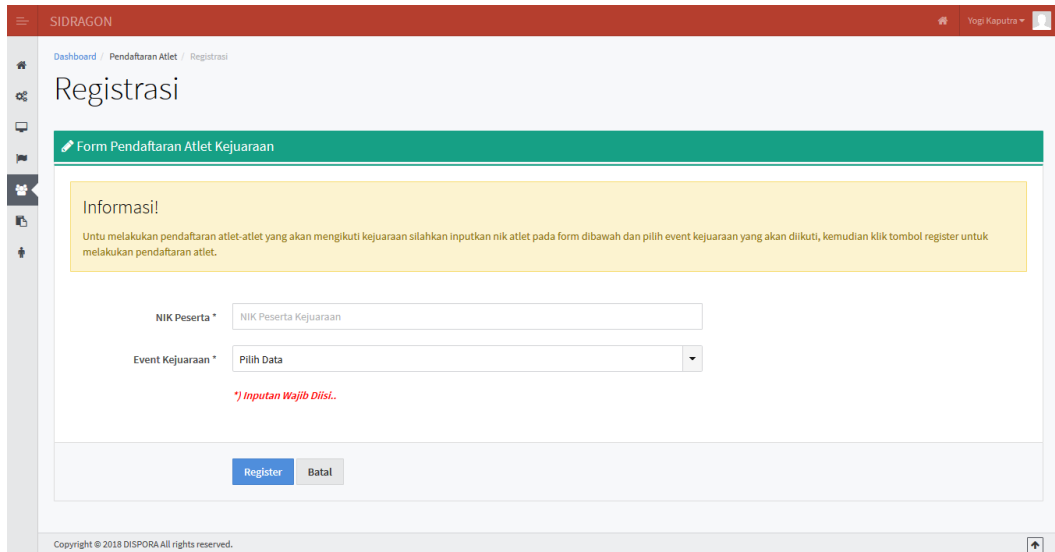 SIDRAGON
Yogi Kaputra
Dashboard / Pendaftaran Atlet / Registrasi
Registrasi
Form Pendaftaran Atlet Kejuaraan
Informasi!
Untu melakukan pendaftaran atlet-atlet yang akan mengikuti kejuaraan silahkan inputkan nik atlet pada form dibawah dan pilih event kejuaraan yang akan diikuti, kemudian klik tombol register untuk
melakukan pendaftaran atlet.
NIK Peserta * NIK Peserta Kejuaraan
Event Kejuaraan * Pilih Data
*) Inputan Wajib Diisi..
Register Batal
Copyright © 2018 DISPORA All rights reserved.